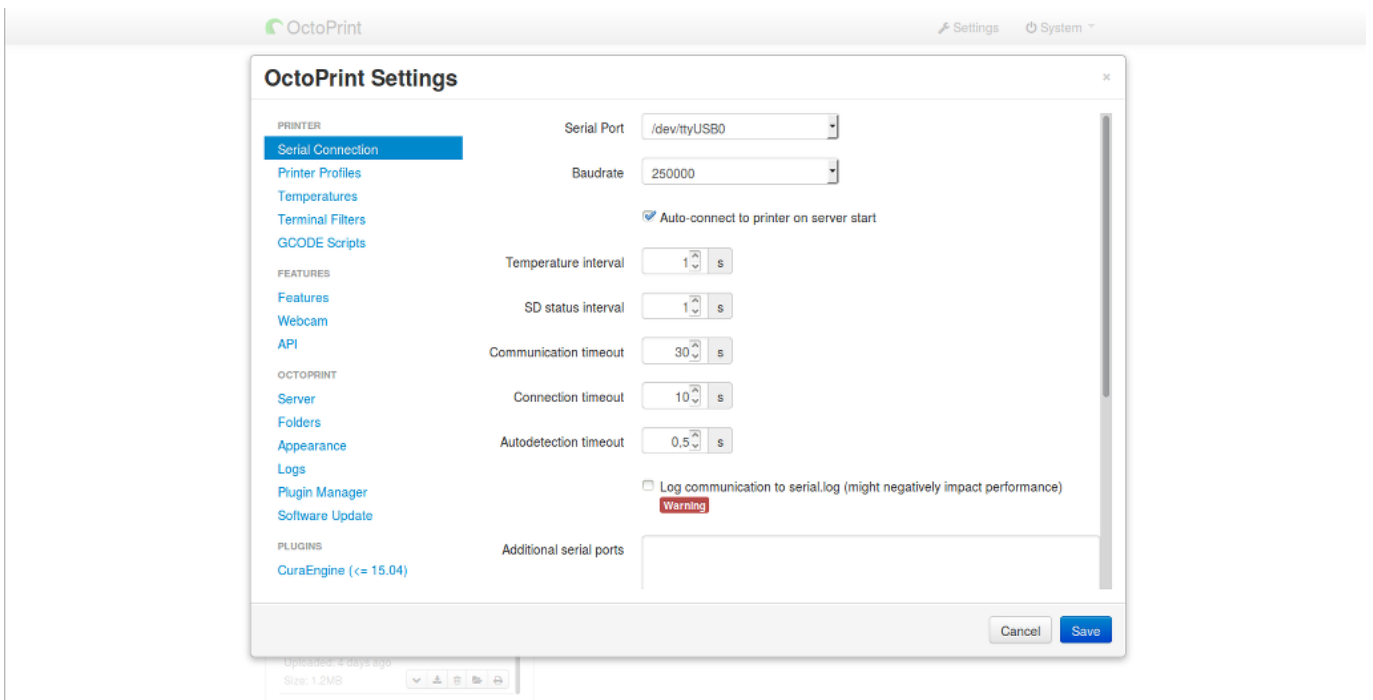 OctoPrint
Settings
System
OctoPrint Settings
×
PRINTER
Serial Connection
Printer Profiles
Temperatures
Terminal Filters
GCODE Scripts
FEATURES
Features
Webcam
API
OCTOPRINT
Server
Folders
Appearance
Logs
Plugin Manager
Software Update
PLUGINS
CuraEngine (<= 15.04)
Serial Port /dev/ttyUSB0
Baudrate 250000
Auto-connect to printer on server start
Temperature interval 1 s
SD status interval 1 s
Communication timeout 30 s
Connection timeout 10 s
Autodetection timeout 0,5 s
Log communication to serial.log (might negatively impact performance)
Warning
Additional serial ports
Cancel Save
Uploaded: 4 days ago
Size: 1.2MB